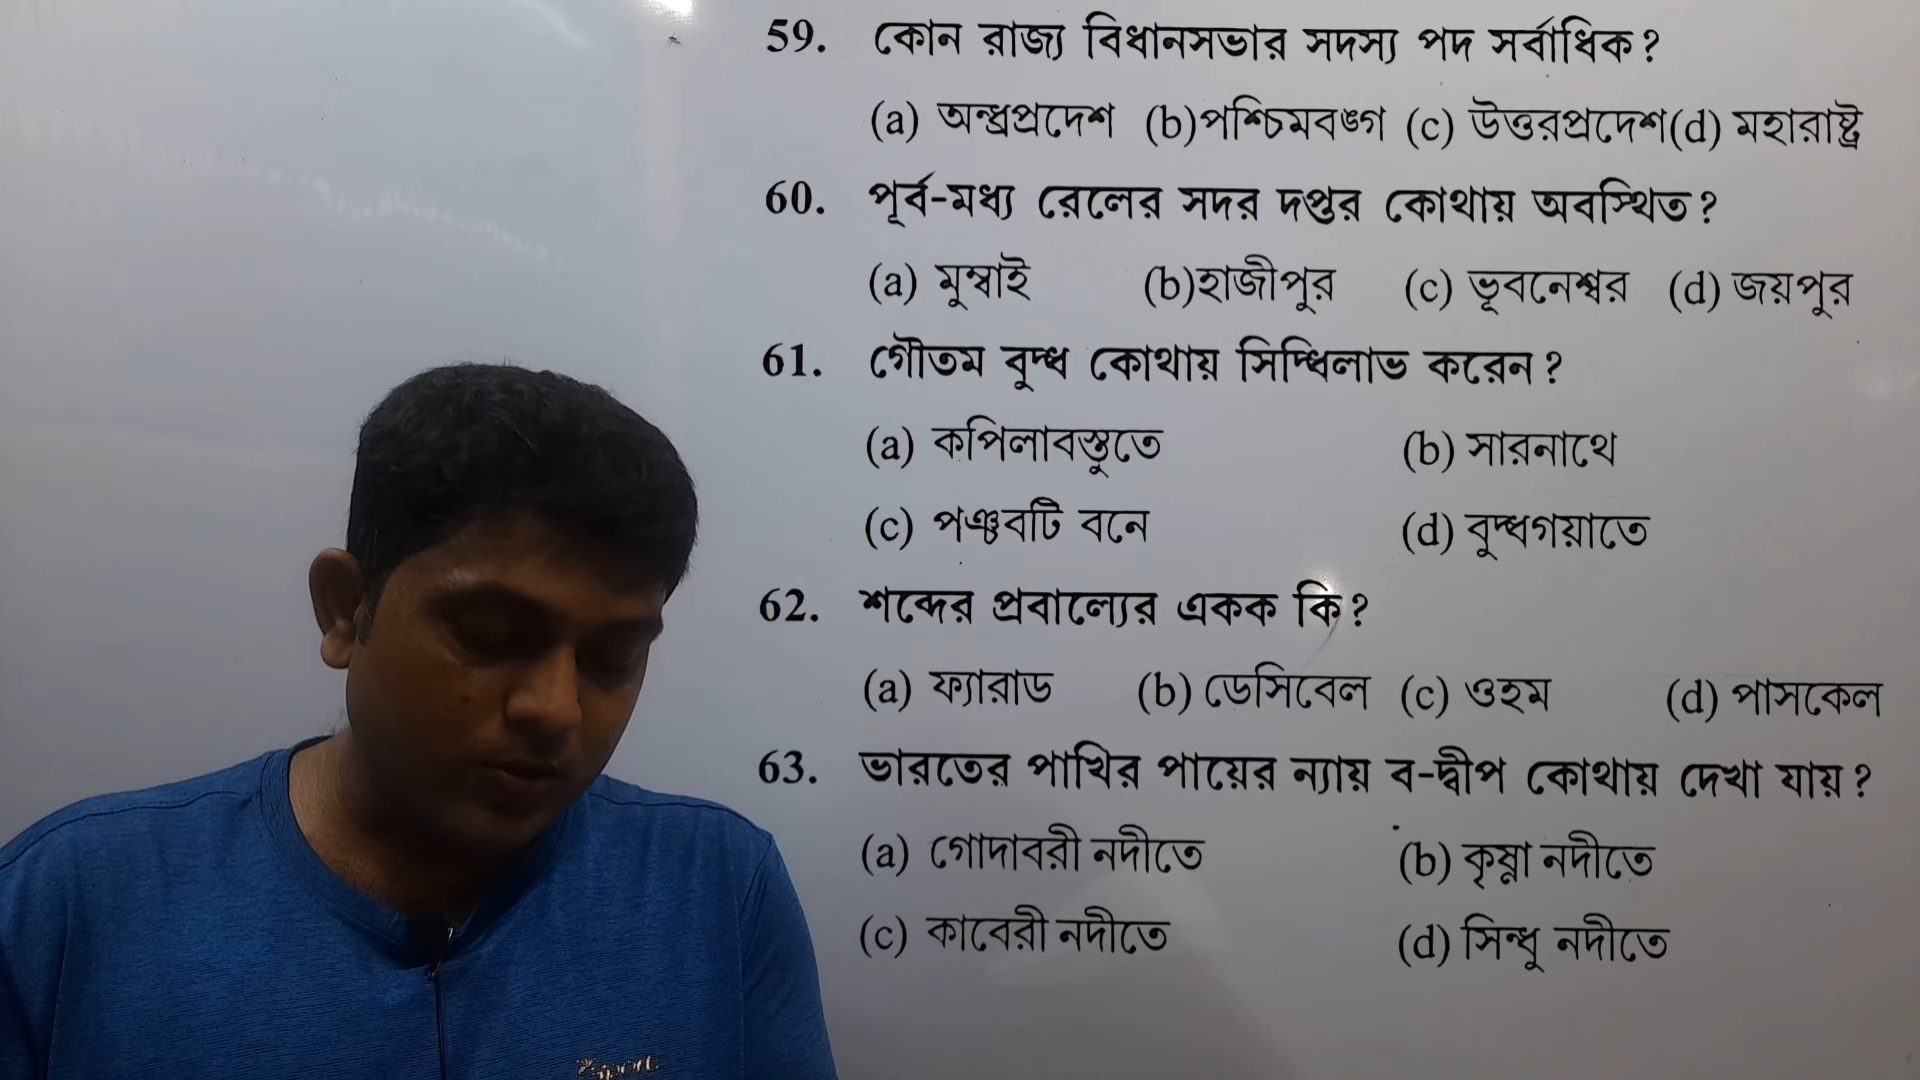 59. কোন রাজ্য বিধানসভার সদস্য পদ সর্বাধিক?
(a) অন্ধ্রপ্রদেশ (b)পশ্চিমবঙ্গ (c) উত্তরপ্রদেশ(d) মহারাষ্ট্র
60. পূর্ব-মধ্য রেলের সদর দপ্তর কোথায় অবস্থিত?
(a) মুম্বাই (b)হাজীপুর (c) ভূবনেশ্বর (d) জয়পুর
61. গৌতম বুদ্ধ কোথায় সিদ্ধিলাভ করেন?
(a) কপিলাবস্তুতে (b) সারনাথে
(c) পঞ্চবটি বনে (d) বুদ্ধগয়াতে
62. শব্দের প্রবাল্যের একক কি?
(a) ফ্যারাড (b) ডেসিবেল (c) ওহম (d) পাসকেল
63. ভারতের পাখির পায়ের ন্যায় ব-দ্বীপ কোথায় দেখা যায়?
(a) গোদাবরী নদীতে (b) কৃষ্ণা নদীতে
(c) কাবেরী নদীতে (d) সিন্ধু নদীতে